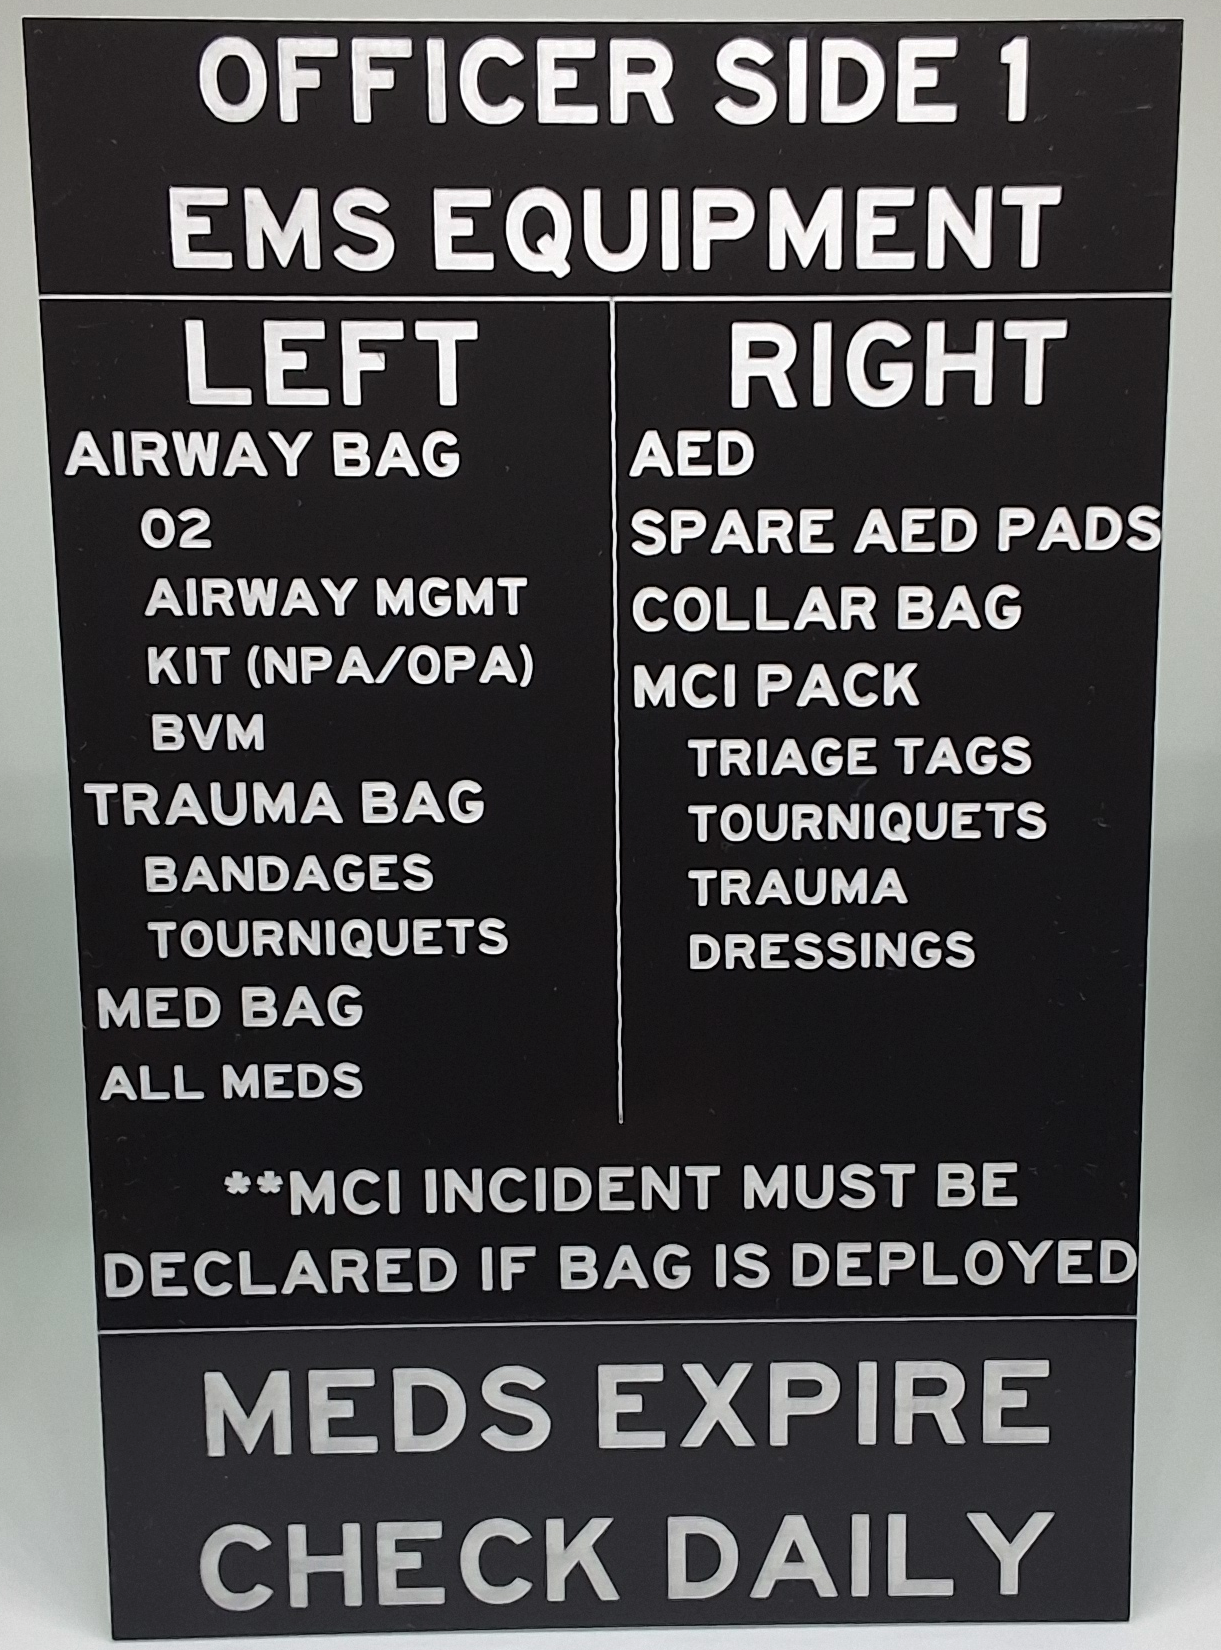 OFFICER SIDE 1
EMS EQUIPMENT
LEFT
AIRWAY BAG
O2
AIRWAY MGMT
KIT (NPA/OPA)
BVM
TRAUMA BAG
BANDAGES
TOURNIQUETS
MED BAG
ALL MEDS
RIGHT
AED
SPARE AED PADS
COLLAR BAG
MCI PACK
TRIAGE TAGS
TOURNIQUETS
TRAUMA
DRESSINGS
**MCI INCIDENT MUST BE
DECLARED IF BAG IS DEPLOYED
MEDS EXPIRE
CHECK DAILY